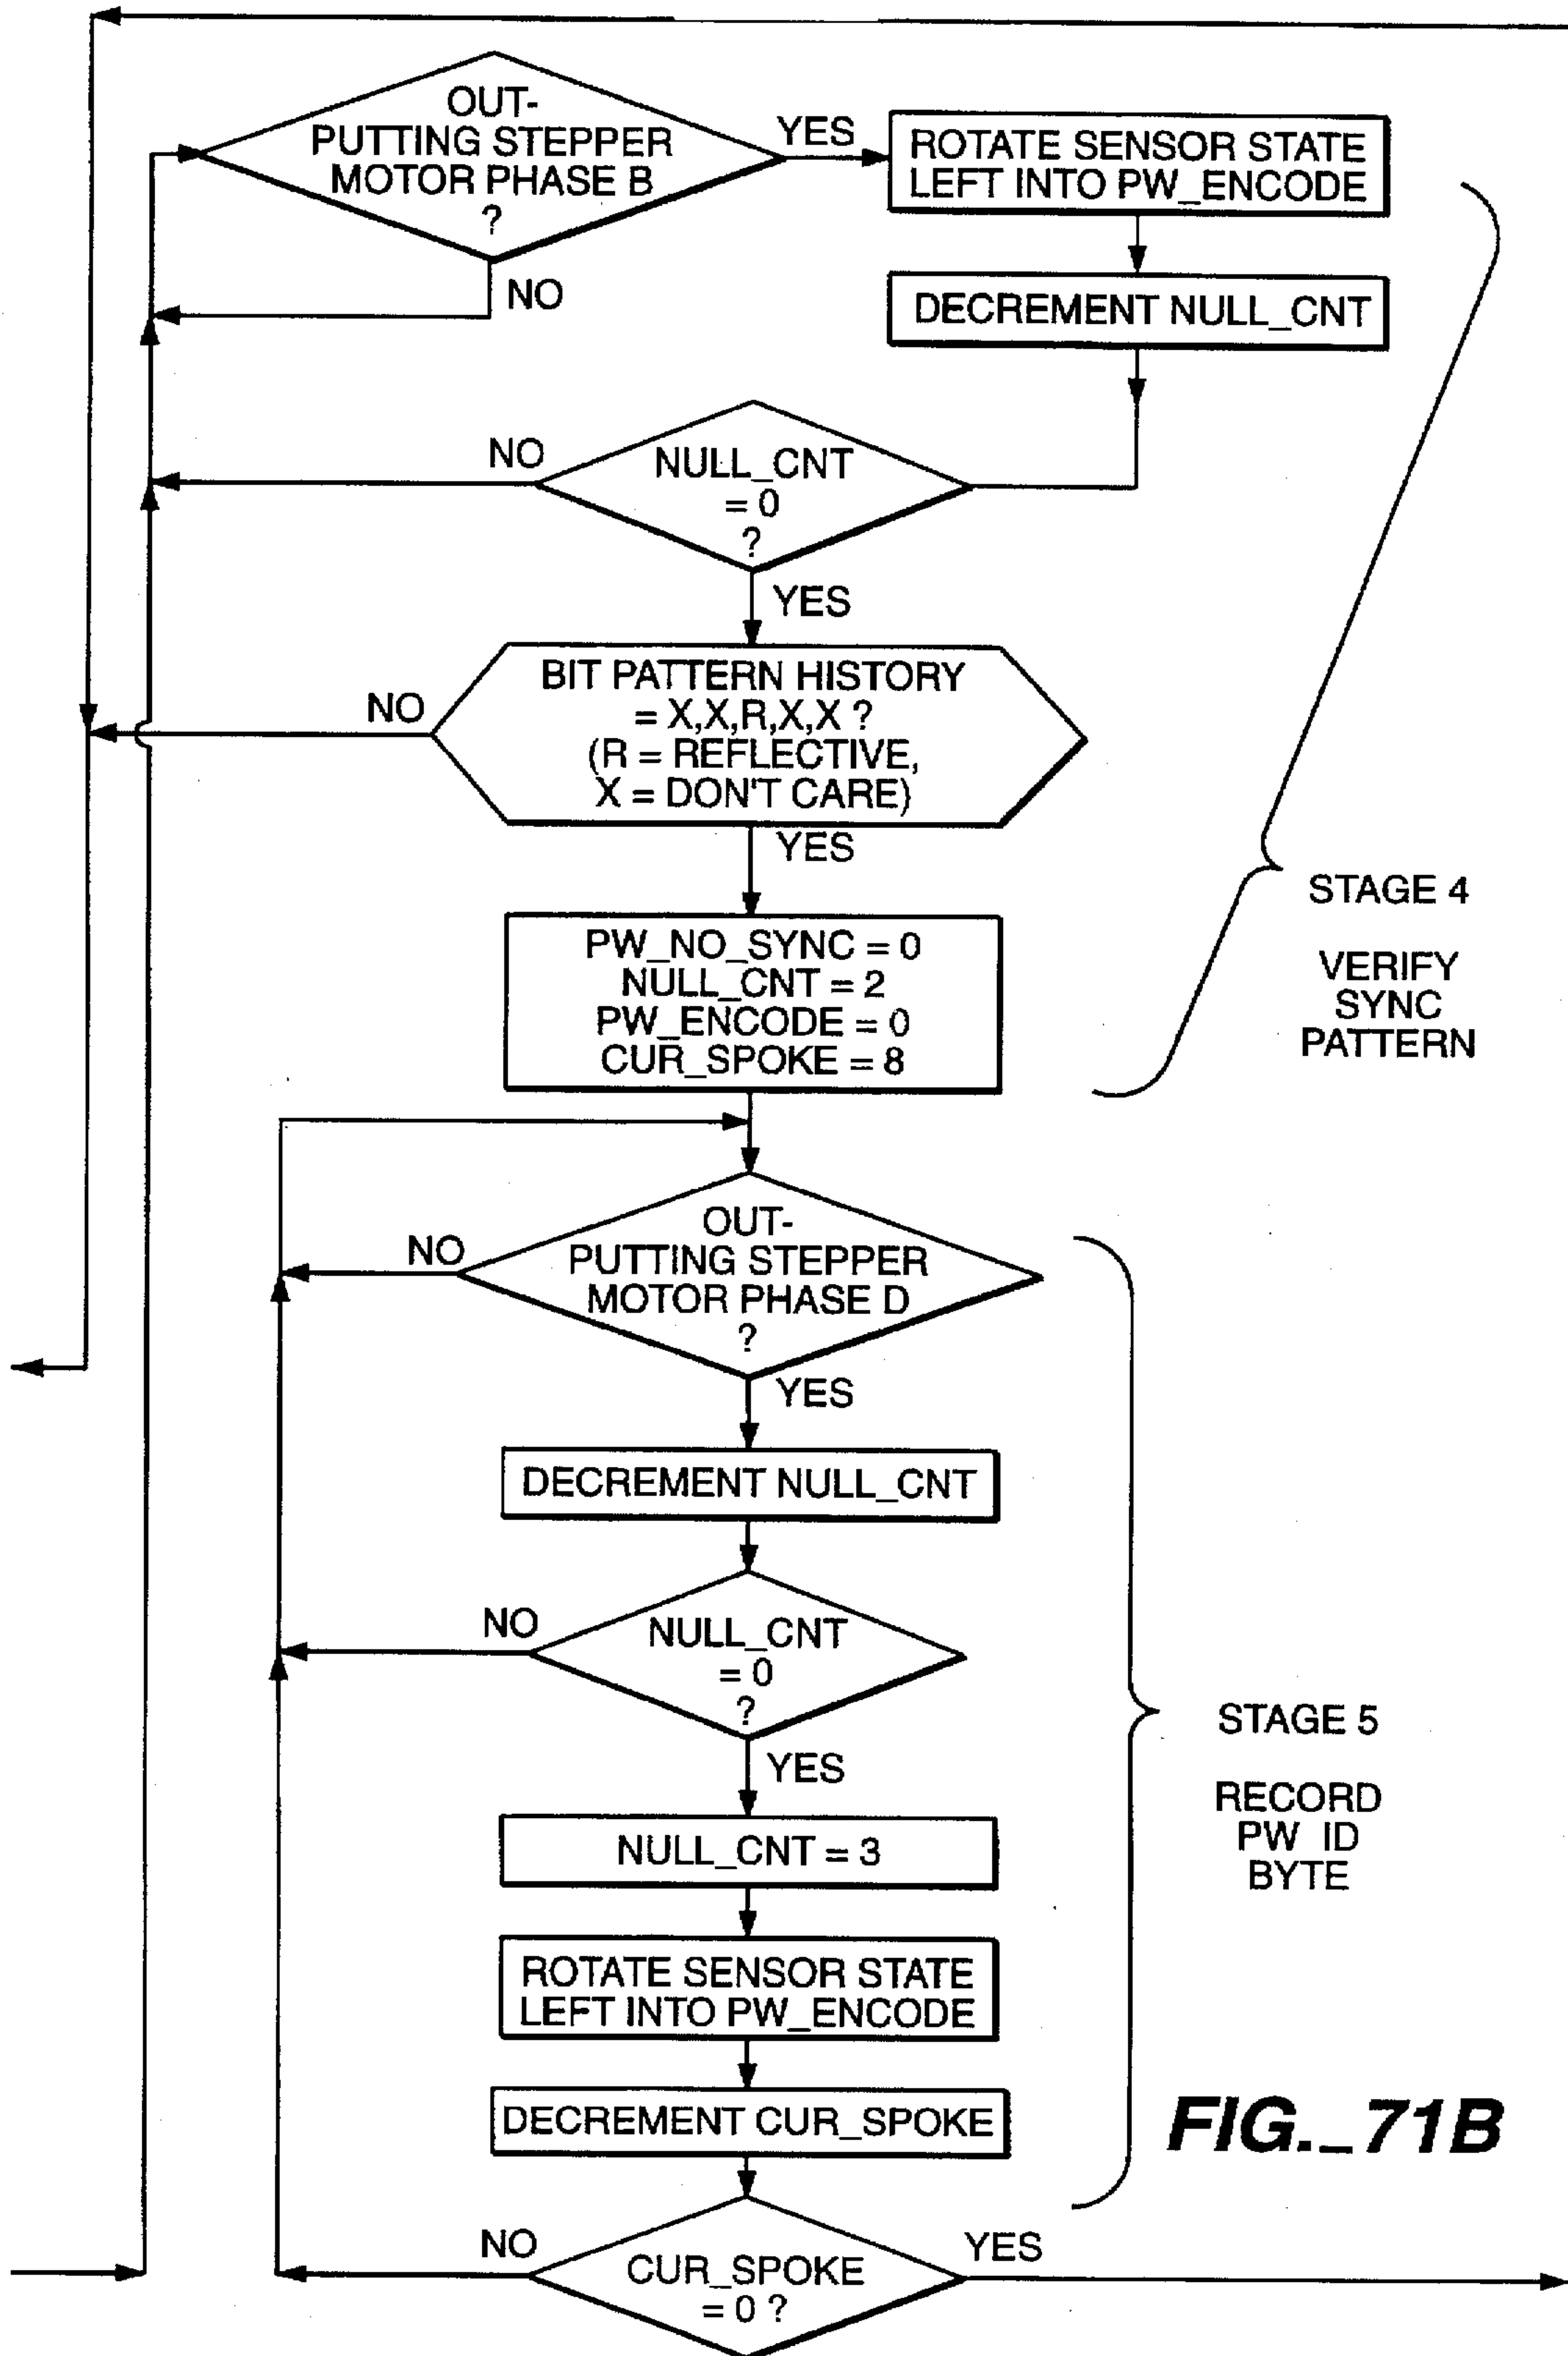 OUT-
PUTTING STEPPER
MOTOR PHASE B
?
YES
NO
ROTATE SENSOR STATE
LEFT INTO PW_ENCODE
DECREMENT NULL_CNT
NO
NULL_CNT
= 0
?
YES
NO
BIT PATTERN HISTORY
= X,X,R,X,X ?
(R = REFLECTIVE,
X = DON'T CARE)
YES
PW_NO_SYNC = 0
NULL_CNT = 2
PW_ENCODE = 0
CUR_SPOKE = 8
STAGE 4
VERIFY
SYNC
PATTERN
NO
OUT-
PUTTING STEPPER
MOTOR PHASE D
?
YES
DECREMENT NULL_CNT
NO
NULL_CNT
= 0
?
YES
NULL_CNT = 3
ROTATE SENSOR STATE
LEFT INTO PW_ENCODE
DECREMENT CUR_SPOKE
STAGE 5
RECORD
PW ID
BYTE
NO
CUR_SPOKE
= 0 ?
YES
FIG._71B